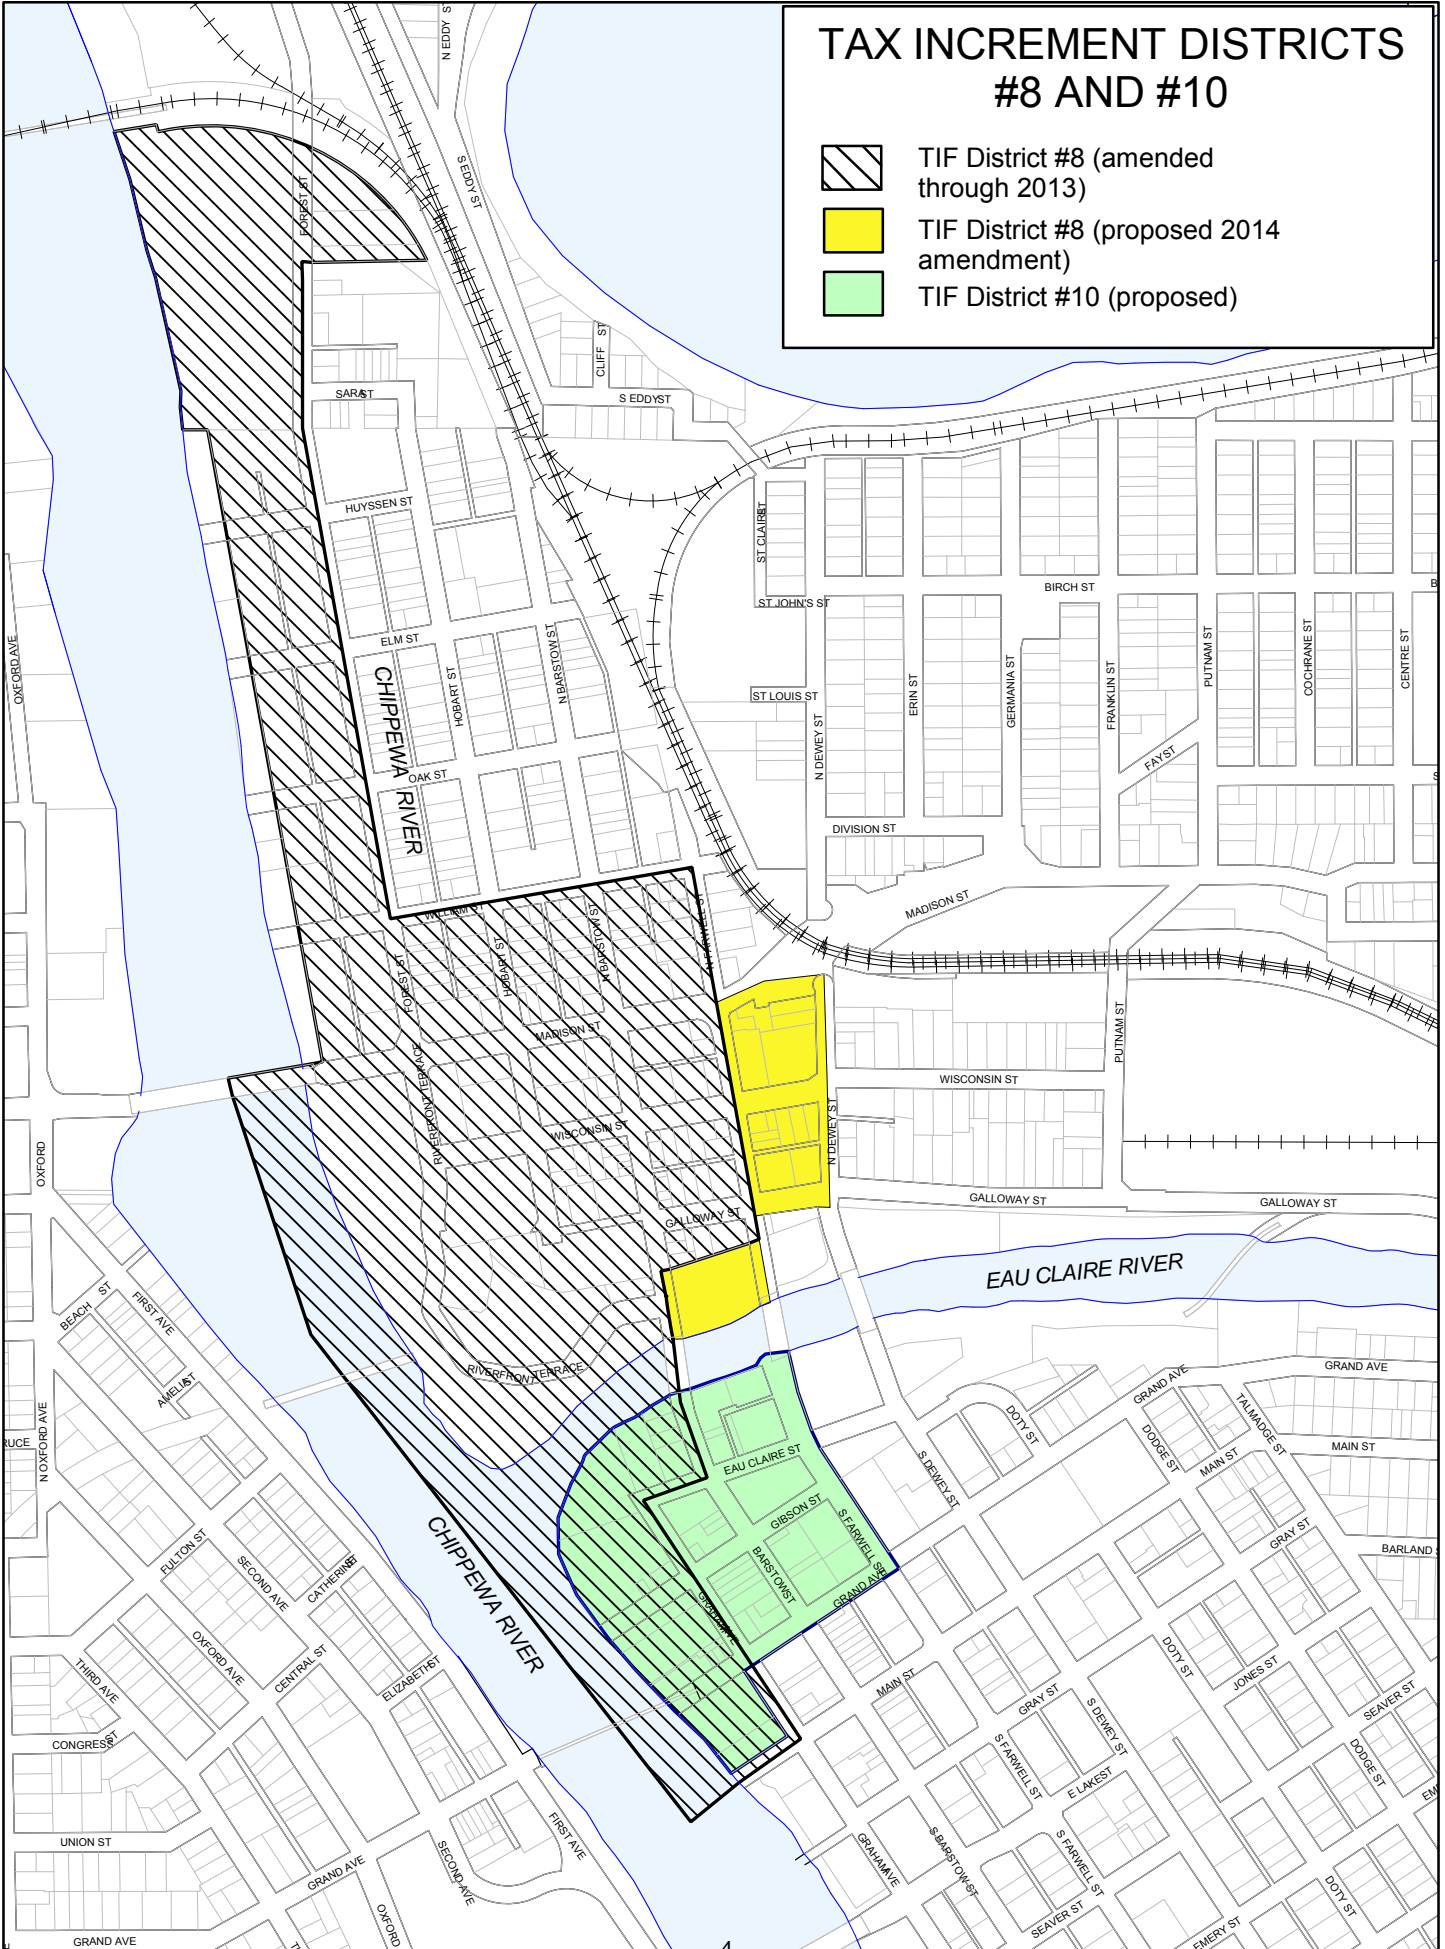 TAX INCREMENT DISTRICTS
#8 AND #10
TIF District #8 (amended
through 2013)
TIF District #8 (proposed 2014
amendment)
TIF District #10 (proposed)
N EDDY ST
S EDDY ST
FOREST ST
CLIFF ST
S EDDY ST
SARA ST
HUYSSEN ST
ST CLAIR ST
BIRCH ST
ST JOHN'S ST
ELM ST
HOBART ST
N BARSTOW ST
ST LOUIS ST
N DEWEY ST
ERIN ST
GERMANIA ST
FRANKLIN ST
PUTNAM ST
COCHRANE ST
CENTRE ST
OXFORD AVE
CHIPPEWA RIVER
OAK ST
FAY ST
DIVISION ST
MADISON ST
WILLIAM ST
FOREST ST
HOBART ST
N BARSTOW ST
N FARWELL ST
MADISON ST
RIVERFRONT TERRACE
WISCONSIN ST
PUTNAM ST
WISCONSIN ST
N DEWEY ST
OXFORD
GALLOWAY ST
GALLOWAY ST
GALLOWAY ST
EAU CLAIRE RIVER
BEACH ST
FIRST AVE
AMELIA ST
RIVERFRONT TERRACE
GRAND AVE
GRAND AVE
DOTY ST
DODGE ST
TALMADGE ST
MAIN ST
MAIN ST
N OXFORD AVE
RUCE
EAU CLAIRE ST
S DEWEY ST
GIBSON ST
S FARWELL ST
BARSTOW ST
GRAND AVE
GRAHAM AVE
GRAY ST
BARLAND
CHIPPEWA RIVER
FULTON ST
SECOND AVE
CATHERINE ST
OXFORD AVE
CENTRAL ST
ELIZABETH ST
THIRD AVE
CONGRESS ST
MAIN ST
GRAY ST
DOTY ST
JONES ST
S DEWEY ST
SEAVER ST
S FARWELL ST
E LAKE ST
DODGE ST
EM
UNION ST
GRAND AVE
SECOND AVE
FIRST AVE
GRAHAM AVE
S BARSTOW ST
S FARWELL ST
SEAVER ST
DOTY ST
EMERY ST
OXFORD
GRAND AVE
4